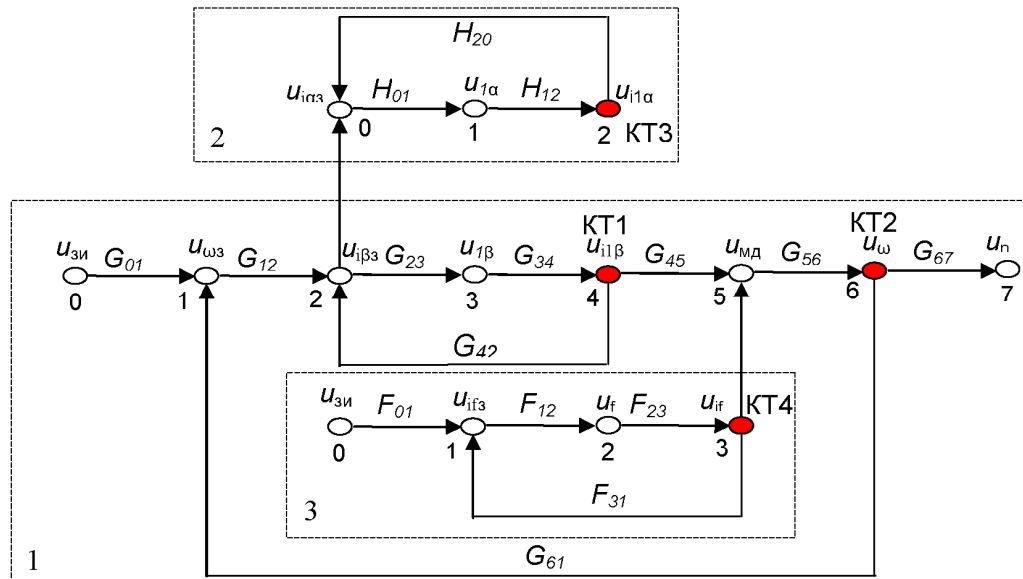 H20
uiαз H01 u1α H12 ui1α
0 1 2 КТ3
2
КТ1 КТ2
uзи G01 uωз G12 uiβз G23 u1β G34 ui1β G45 uмд G56 uω G67 un
0 1 2 3 4 5 6 7
G42
uзи F01 uifз F12 uf F23 uif КТ4
0 1 2 3
F31
3
G61
1